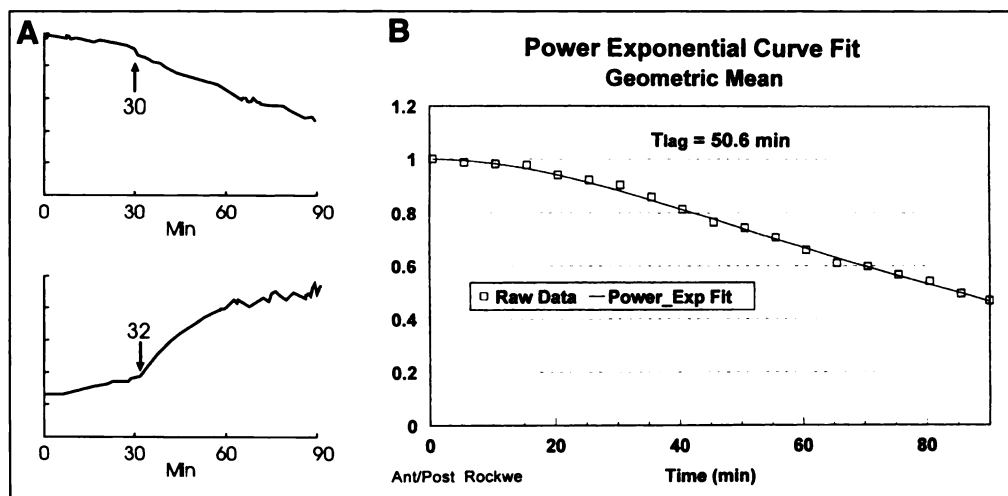 A
30
0 30 60 90
Min
32
0 30 60 90
Min
B
Power Exponential Curve Fit
Geometric Mean
1.2
Tlag = 50.6 min
1
0.8
0.6
Raw Data Power_Exp Fit
0.4
0.2
0
0 20 40 60 80
Ant/Post Rockwe Time (min)